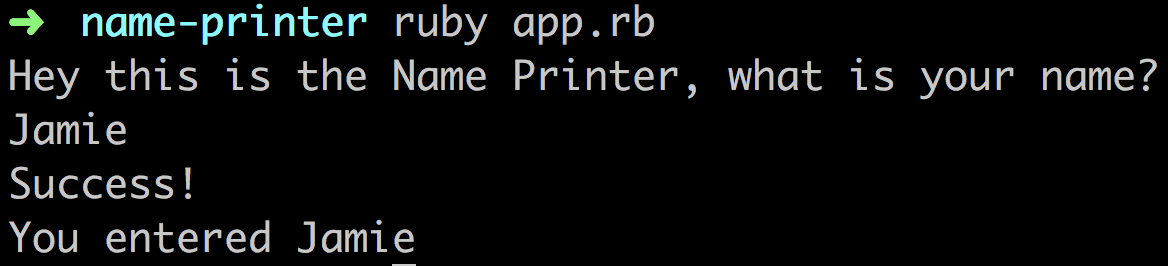 ➜ name-printer ruby app.rb
Hey this is the Name Printer, what is your name?
Jamie
Success!
You entered Jamie